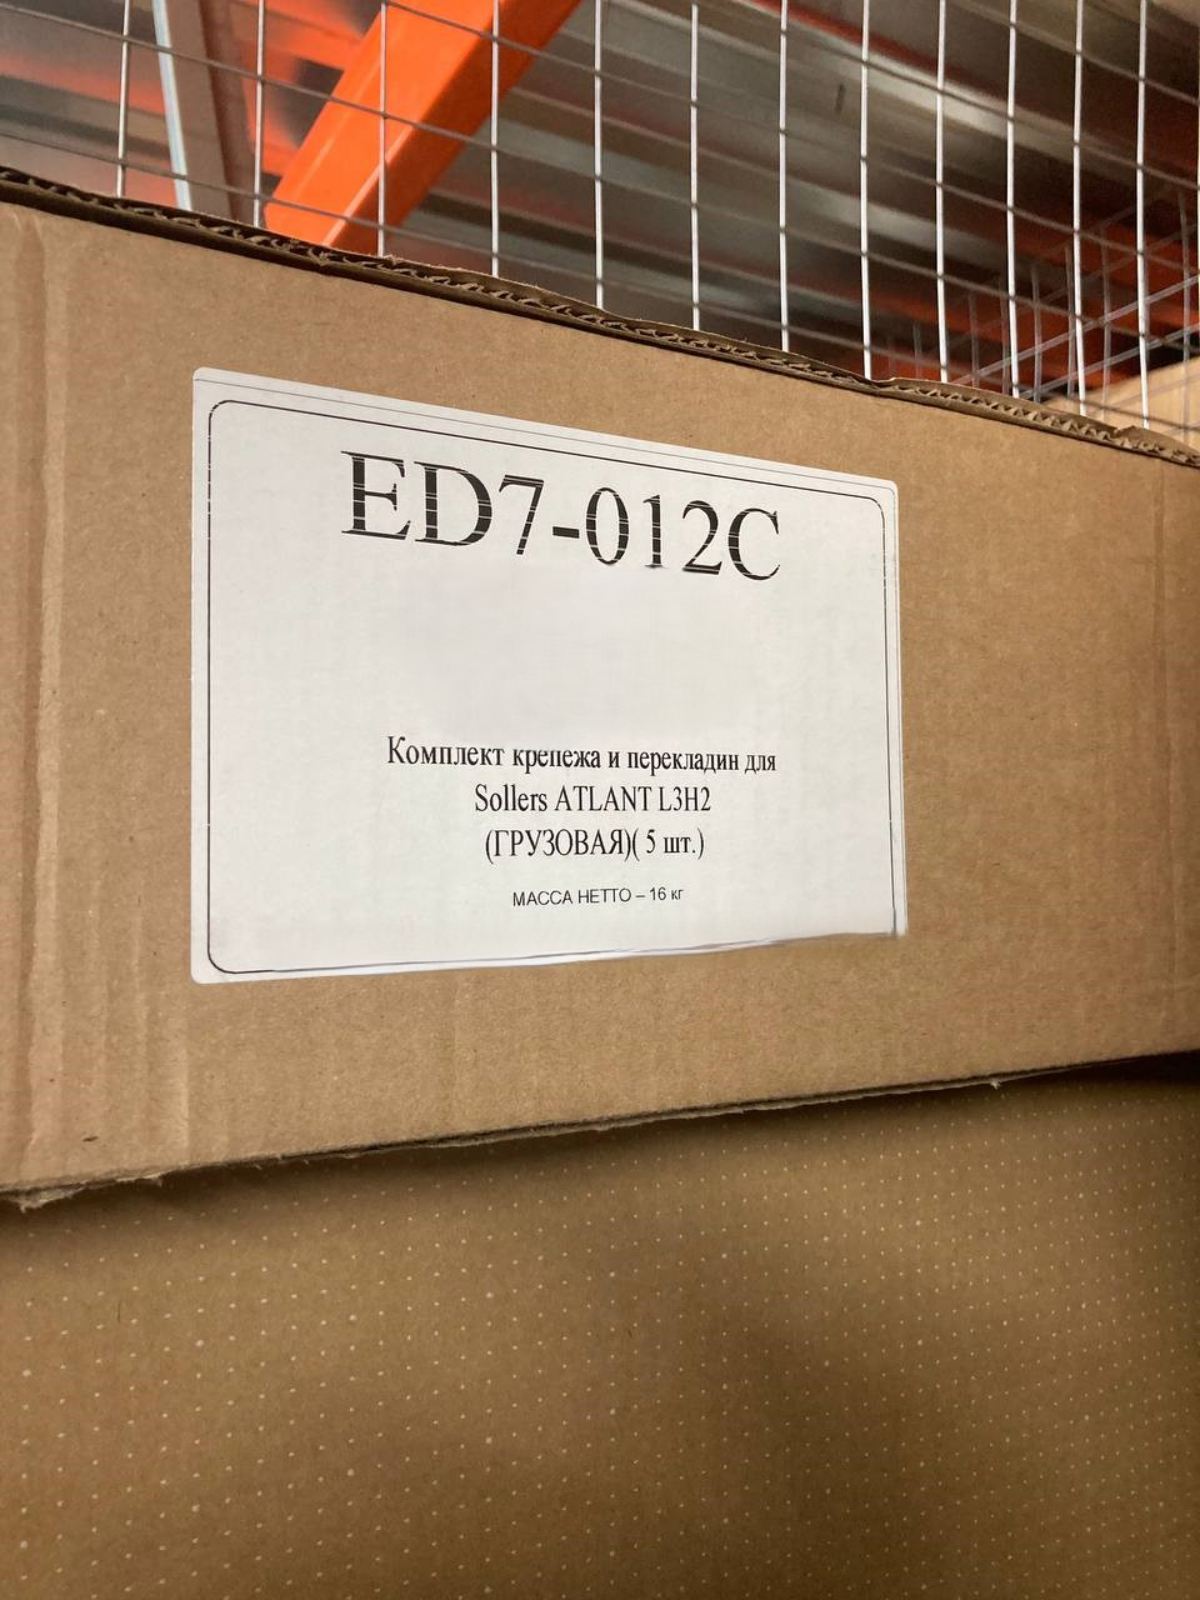 ED7-012C
Комплект крепежа и перекладин для
Sollers ATLANT L3H2
(ГРУЗОВАЯ)( 5 шт.)
МАССА НЕТТО – 16 кг